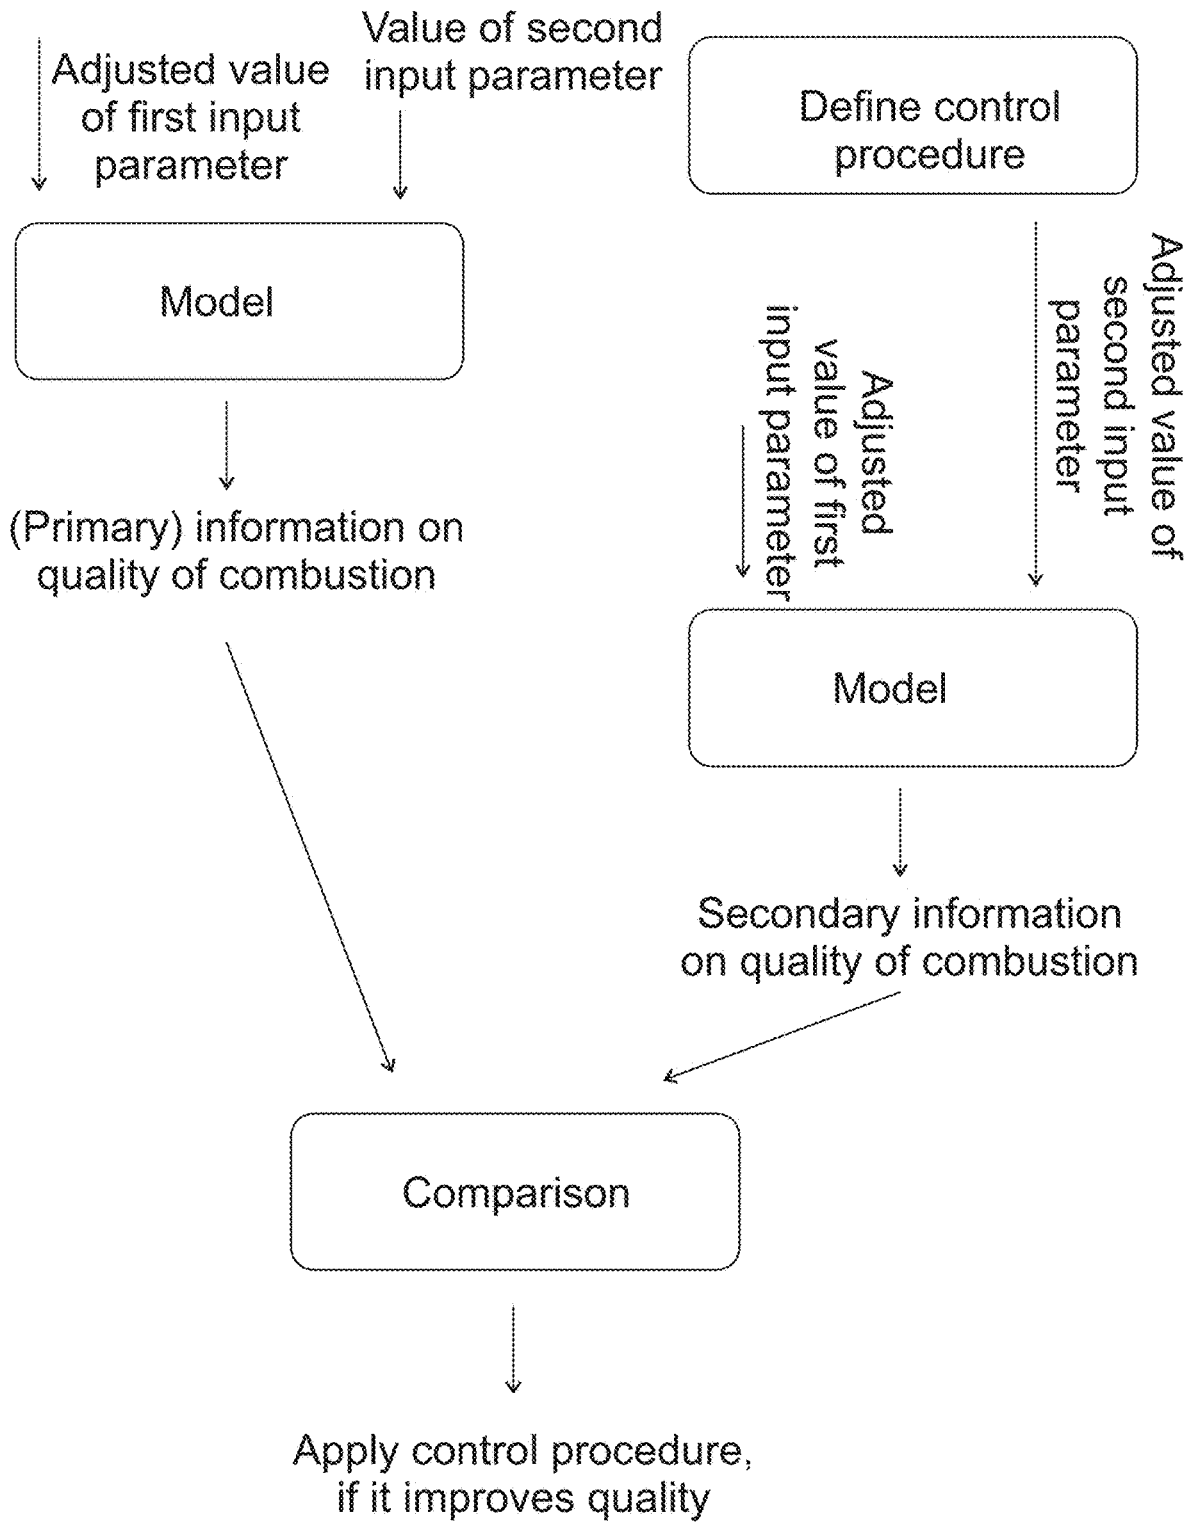 Adjusted value
of first input
parameter
Value of second
input parameter
Define control
procedure
Model
Adjusted
value of first
input parameter
Adjusted value of
second input
parameter
(Primary) information on
quality of combustion
Model
Secondary information
on quality of combustion
Comparison
Apply control procedure,
if it improves quality